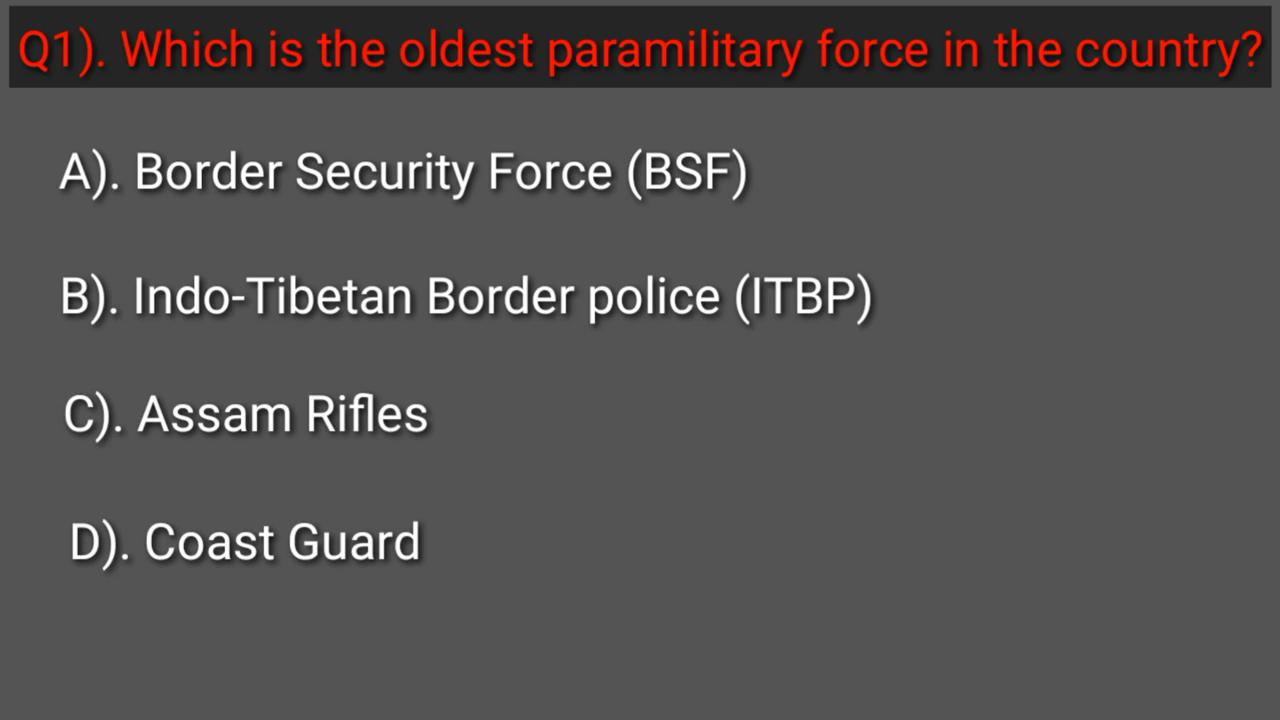 Q1). Which is the oldest paramilitary force in the country?
A). Border Security Force (BSF)
B). Indo-Tibetan Border police (ITBP)
C). Assam Rifles
D). Coast Guard